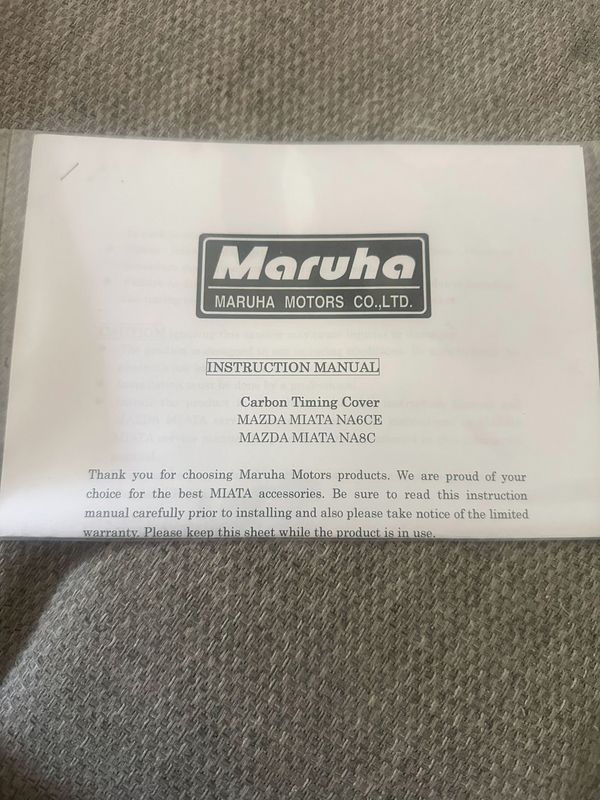 Maruha
MARUHA MOTORS CO.,LTD.
INSTRUCTION MANUAL
Carbon Timing Cover
MAZDA MIATA NA6CE
MAZDA MIATA NA8C
Thank you for choosing Maruha Motors products. We are proud of your
choice for the best MIATA accessories. Be sure to read this instruction
manual carefully prior to installing and also please take notice of the limited
warranty. Please keep this sheet while the product is in use.